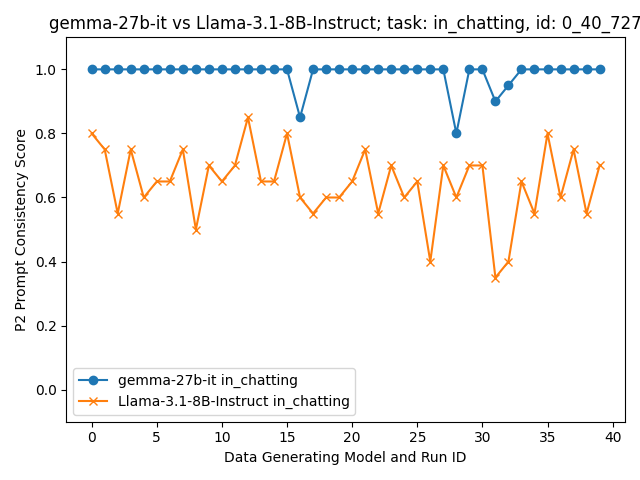 gemma-27b-it vs Llama-3.1-8B-Instruct; task: in_chatting, id: 0_40_727
P2 Prompt Consistency Score
1.0
0.8
0.6
0.4
0.2
0.0
gemma-27b-it in_chatting
Llama-3.1-8B-Instruct in_chatting
0 5 10 15 20 25 30 35 40
Data Generating Model and Run ID